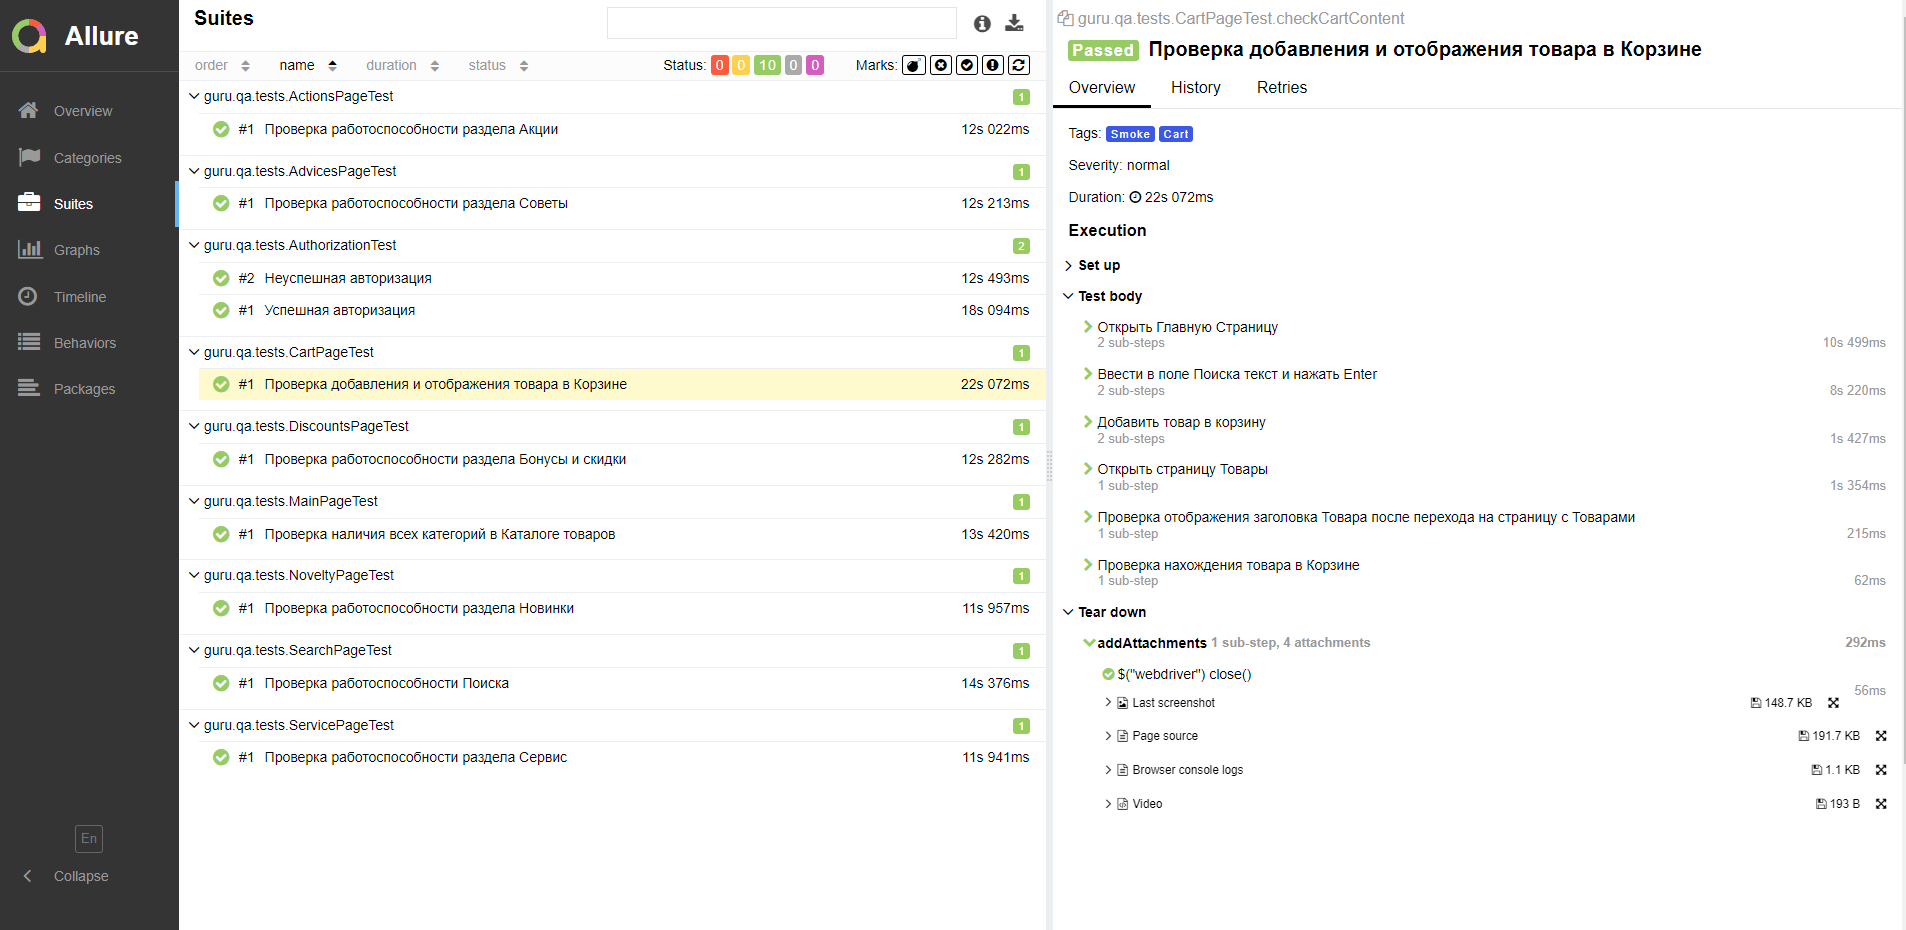 Allure
Overview
Categories
Suites
Graphs
Timeline
Behaviors
Packages
En
Collapse
Suites
order name duration status Status: 0 0 10 0 0 Marks:
guru.qa.tests.ActionsPageTest 1
#1 Проверка работоспособности раздела Акции 12s 022ms
guru.qa.tests.AdvicesPageTest 1
#1 Проверка работоспособности раздела Советы 12s 213ms
guru.qa.tests.AuthorizationTest 2
#2 Неуспешная авторизация 12s 493ms
#1 Успешная авторизация 18s 094ms
guru.qa.tests.CartPageTest 1
#1 Проверка добавления и отображения товара в Корзине 22s 072ms
guru.qa.tests.DiscountsPageTest 1
#1 Проверка работоспособности раздела Бонусы и скидки 12s 282ms
guru.qa.tests.MainPageTest 1
#1 Проверка наличия всех категорий в Каталоге товаров 13s 420ms
guru.qa.tests.NoveltyPageTest 1
#1 Проверка работоспособности раздела Новинки 11s 957ms
guru.qa.tests.SearchPageTest 1
#1 Проверка работоспособности Поиска 14s 376ms
guru.qa.tests.ServicePageTest 1
#1 Проверка работоспособности раздела Сервис 11s 941ms
guru.qa.tests.CartPageTest.checkCartContent
Passed Проверка добавления и отображения товара в Корзине
Overview History Retries
Tags: Smoke Cart
Severity: normal
Duration: 22s 072ms
Execution
Set up
Test body
Открыть Главную Страницу
2 sub-steps 10s 499ms
Ввести в поле Поиска текст и нажать Enter
2 sub-steps 8s 220ms
Добавить товар в корзину
2 sub-steps 1s 427ms
Открыть страницу Товары
1 sub-step 1s 354ms
Проверка отображения заголовка Товара после перехода на страницу с Товарами
1 sub-step 215ms
Проверка нахождения товара в Корзине
1 sub-step 62ms
Tear down
addAttachments 1 sub-step, 4 attachments 292ms
$("webdriver") close()
56ms
Last screenshot 148.7 KB
Page source 191.7 KB
Browser console logs 1.1 KB
Video 193 B